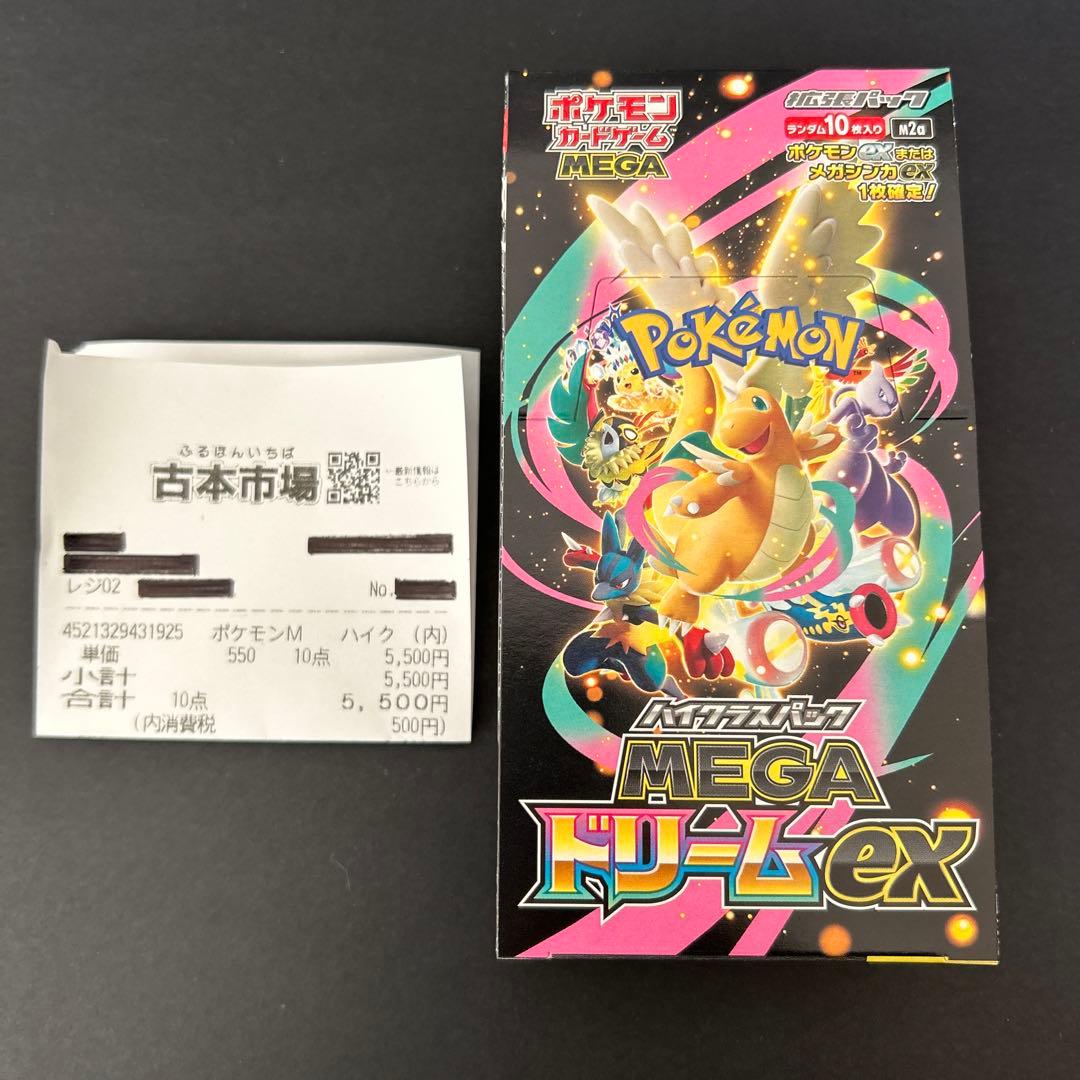 ふるほんいちば
古本市場
←最新情報は
こちらから
レジ02
No.
4521329431925 ポケモンM ハイク (内)
単価 550 10点 5,500円
小計 5,500円
合計 10点 5,500円
(内消費税 500円)
ポケモン
カードゲーム
MEGA
拡張パック
ランダム10枚入り M2a
ポケモンexまたは
メガシンカex
1枚確定!
POKéMON
TM
ハイクラスパック
MEGA
ドリームex